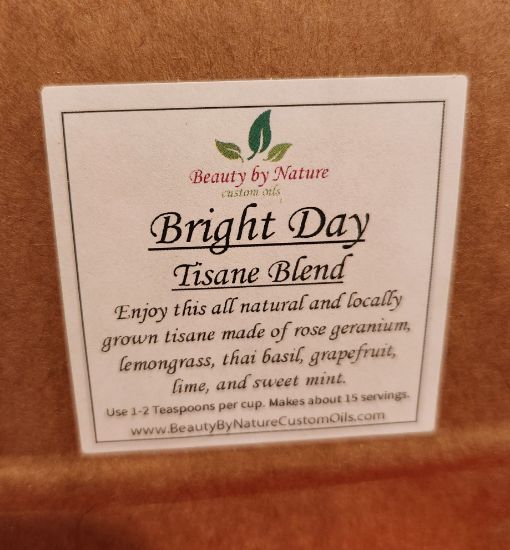 Beauty by Nature
custom oils
Bright Day
Tisane Blend
Enjoy this all natural and locally
grown tisane made of rose geranium,
lemongrass, thai basil, grapefruit,
lime, and sweet mint.
Use 1-2 Teaspoons per cup. Makes about 15 servings.
www.BeautyByNatureCustomOils.com